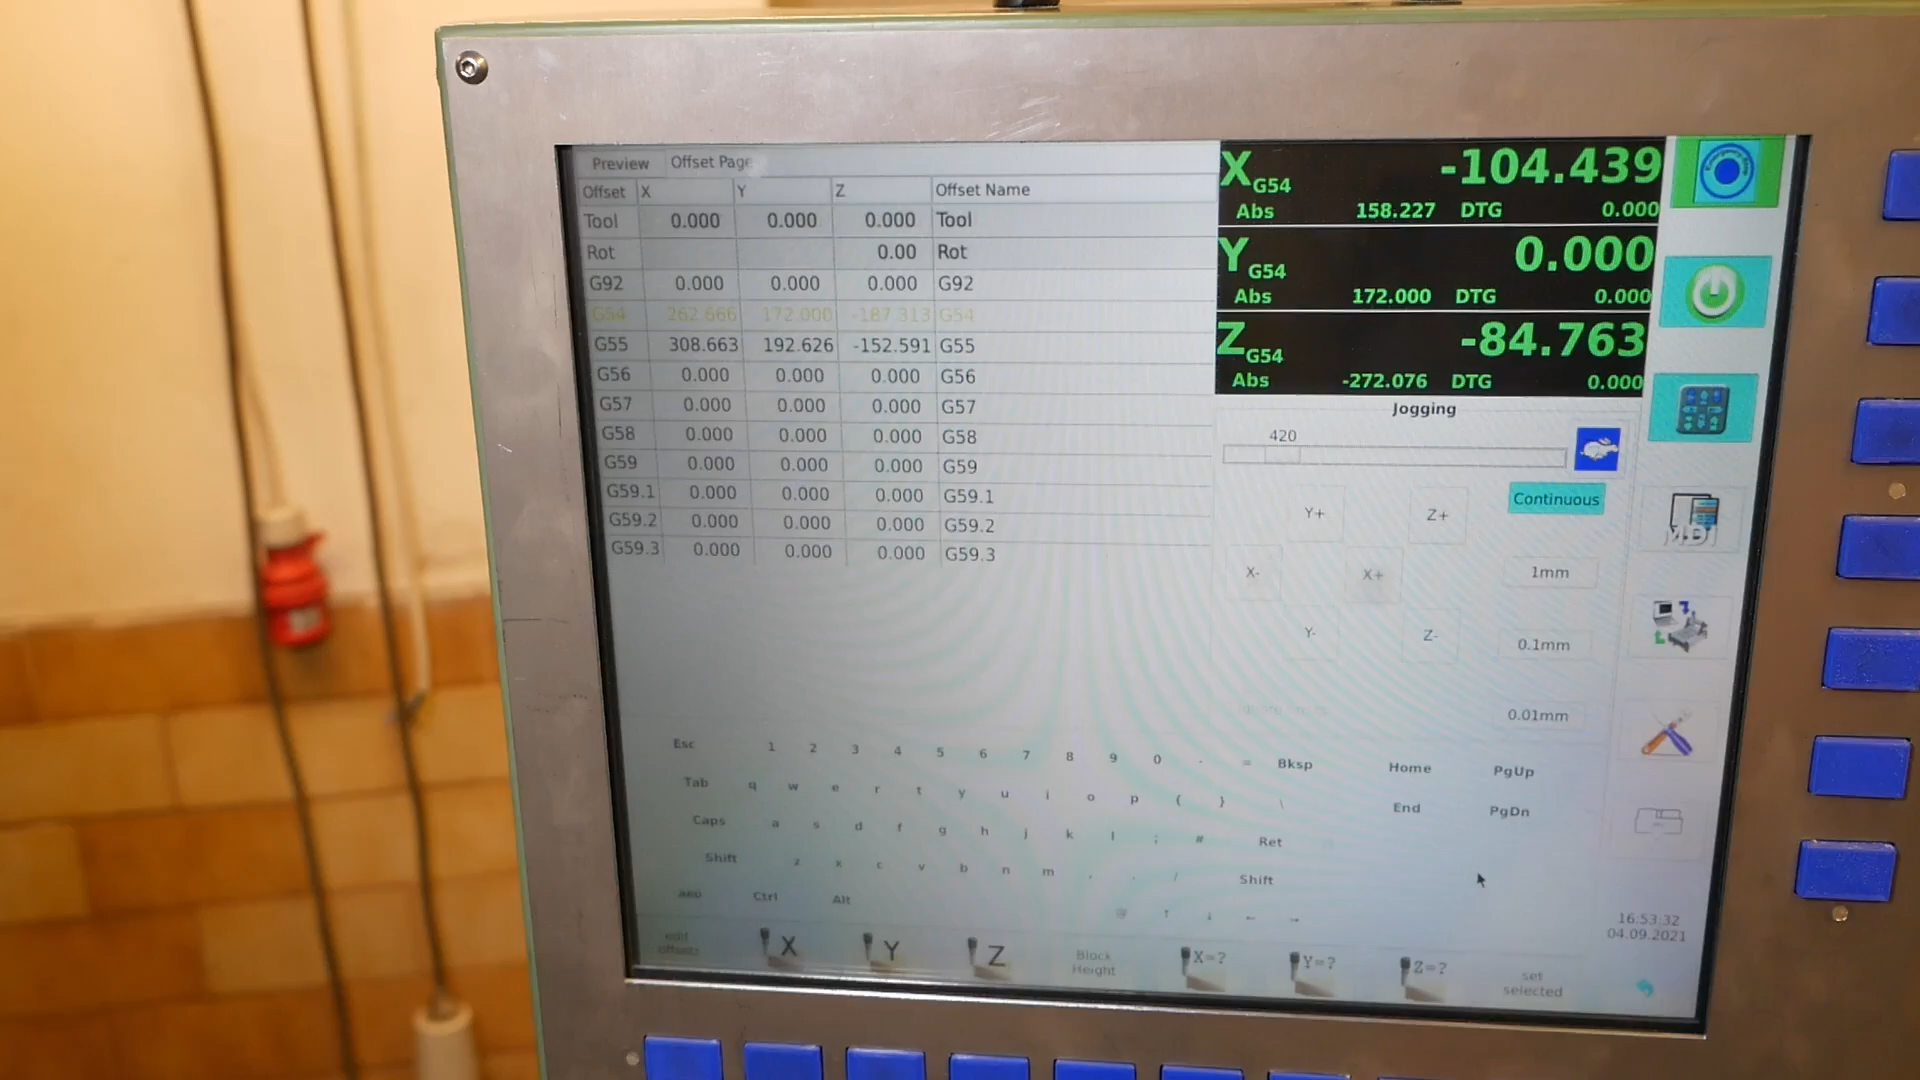 Preview Offset Page
Offset X Y Z Offset Name
Tool 0.000 0.000 0.000 Tool
Rot 0.00 Rot
G92 0.000 0.000 0.000 G92
G54 262.666 172.000 -187.313 G54
G55 308.663 192.626 -152.591 G55
G56 0.000 0.000 0.000 G56
G57 0.000 0.000 0.000 G57
G58 0.000 0.000 0.000 G58
G59 0.000 0.000 0.000 G59
G59.1 0.000 0.000 0.000 G59.1
G59.2 0.000 0.000 0.000 G59.2
G59.3 0.000 0.000 0.000 G59.3
X G54 -104.439
Abs 158.227 DTG 0.000
Y G54 0.000
Abs 172.000 DTG 0.000
Z G54 -84.763
Abs -272.076 DTG 0.000
Jogging
420
Continuous
Y+ Z+
X- X+ 1mm
Y- Z- 0.1mm
0.01mm
MDI
Esc 1 2 3 4 5 6 7 8 9 0 - = Bksp Home PgUp
Tab q w e r t y u i o p { } \ End PgDn
Caps a s d f g h j k l ; # Ret
Shift z x c v b n m , . / Shift
Ctrl Alt @ ↑ ↓ ← →
16:53:32
04.09.2021
edit
offsets
X Y Z
Block
Height
X=? Y=? Z=?
set
selected